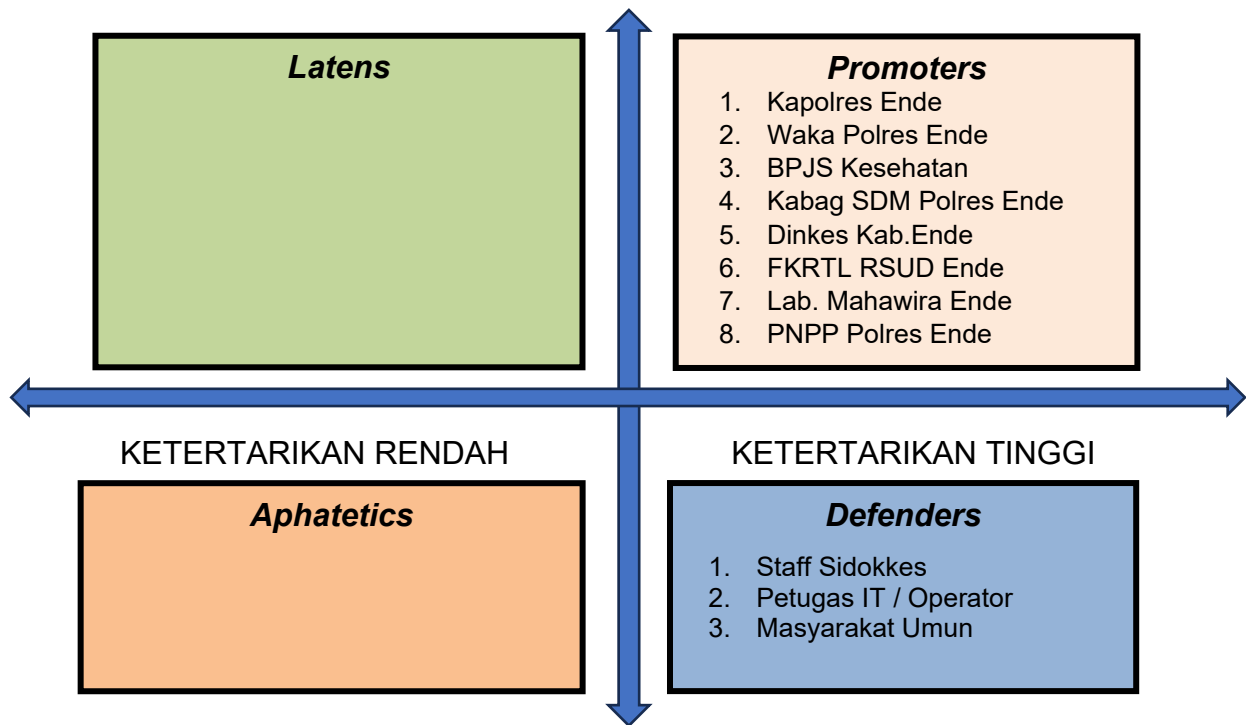 Latens
Promoters
1. Kapolres Ende
2. Waka Polres Ende
3. BPJS Kesehatan
4. Kabag SDM Polres Ende
5. Dinkes Kab.Ende
6. FKRTL RSUD Ende
7. Lab. Mahawira Ende
8. PNPP Polres Ende
KETERTARIKAN RENDAH
KETERTARIKAN TINGGI
Aphatetics
Defenders
1. Staff Sidokkes
2. Petugas IT / Operator
3. Masyarakat Umun